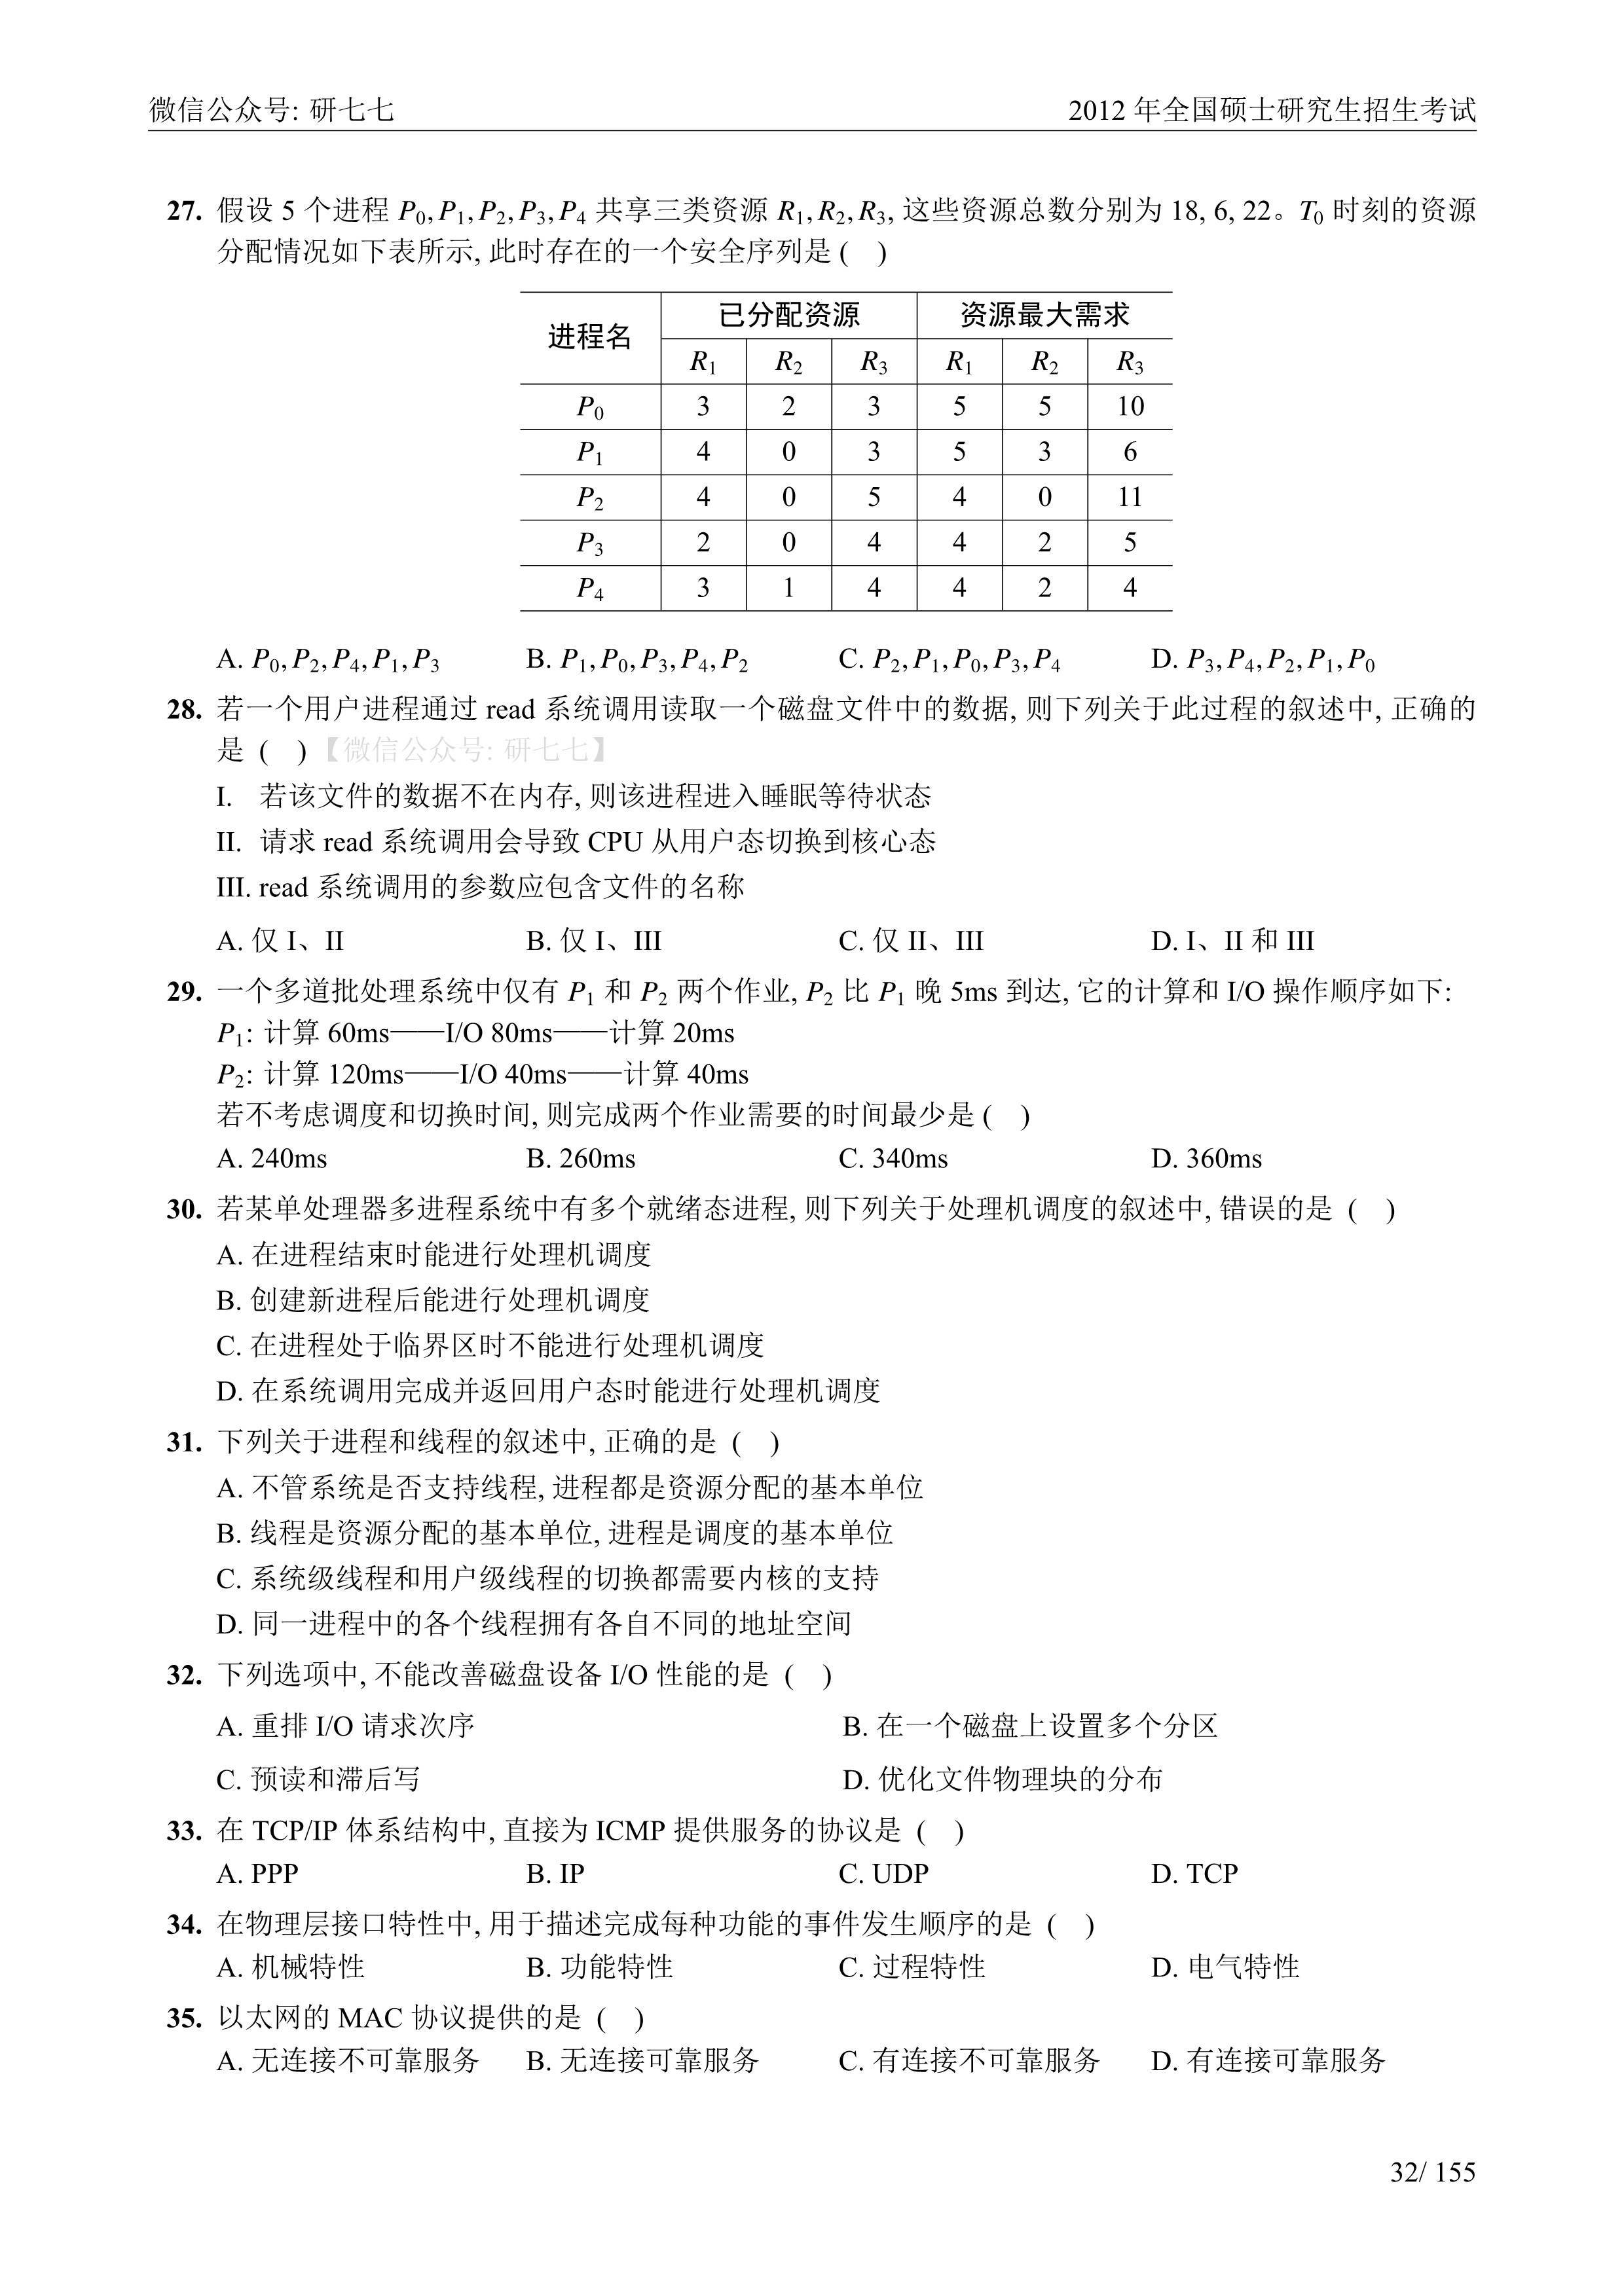 微信公众号: 研七七
2012 年全国硕士研究生招生考试
27. 假设 5 个进程 P0, P1, P2, P3, P4 共享三类资源 R1, R2, R3, 这些资源总数分别为 18, 6, 22。T0 时刻的资源
分配情况如下表所示, 此时存在的一个安全序列是 ( )
进程名 已分配资源 资源最大需求
R1 R2 R3 R1 R2 R3
P0 3 2 3 5 5 10
P1 4 0 3 5 3 6
P2 4 0 5 4 0 11
P3 2 0 4 4 2 5
P4 3 1 4 4 2 4
A. P0, P2, P4, P1, P3 B. P1, P0, P3, P4, P2 C. P2, P1, P0, P3, P4 D. P3, P4, P2, P1, P0
28. 若一个用户进程通过 read 系统调用读取一个磁盘文件中的数据, 则下列关于此过程的叙述中, 正确的
是 ( ) 【微信公众号: 研七七】
I. 若该文件的数据不在内存, 则该进程进入睡眠等待状态
II. 请求 read 系统调用会导致 CPU 从用户态切换到核心态
III. read 系统调用的参数应包含文件的名称
A. 仅 I、II B. 仅 I、III C. 仅 II、III D. I、II 和 III
29. 一个多道批处理系统中仅有 P1 和 P2 两个作业, P2 比 P1 晚 5ms 到达, 它的计算和 I/O 操作顺序如下:
P1: 计算 60ms——I/O 80ms——计算 20ms
P2: 计算 120ms——I/O 40ms——计算 40ms
若不考虑调度和切换时间, 则完成两个作业需要的时间最少是 ( )
A. 240ms B. 260ms C. 340ms D. 360ms
30. 若某单处理器多进程系统中有多个就绪态进程, 则下列关于处理机调度的叙述中, 错误的是 ( )
A. 在进程结束时能进行处理机调度
B. 创建新进程后能进行处理机调度
C. 在进程处于临界区时不能进行处理机调度
D. 在系统调用完成并返回用户态时能进行处理机调度
31. 下列关于进程和线程的叙述中, 正确的是 ( )
A. 不管系统是否支持线程, 进程都是资源分配的基本单位
B. 线程是资源分配的基本单位, 进程是调度的基本单位
C. 系统级线程和用户级线程的切换都需要内核的支持
D. 同一进程中的各个线程拥有各自不同的地址空间
32. 下列选项中, 不能改善磁盘设备 I/O 性能的是 ( )
A. 重排 I/O 请求次序 B. 在一个磁盘上设置多个分区
C. 预读和滞后写 D. 优化文件物理块的分布
33. 在 TCP/IP 体系结构中, 直接为 ICMP 提供服务的协议是 ( )
A. PPP B. IP C. UDP D. TCP
34. 在物理层接口特性中, 用于描述完成每种功能的事件发生顺序的是 ( )
A. 机械特性 B. 功能特性 C. 过程特性 D. 电气特性
35. 以太网的 MAC 协议提供的是 ( )
A. 无连接不可靠服务 B. 无连接可靠服务 C. 有连接不可靠服务 D. 有连接可靠服务
32/ 155